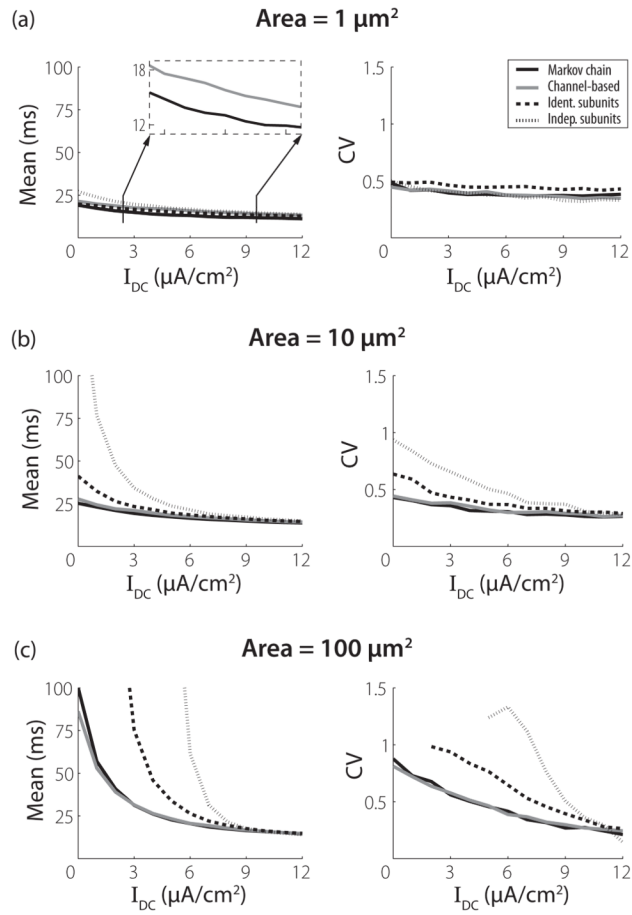 (a) Area = 1 μm²
100
75
50
25
0
Mean (ms)
18
12
0 3 6 9 12
I_DC (μA/cm²)
1.5
1
0.5
0
CV
Markov chain
Channel-based
Ident. subunits
Indep. subunits
0 3 6 9 12
I_DC (μA/cm²)
(b) Area = 10 μm²
100
75
50
25
0
Mean (ms)
0 3 6 9 12
I_DC (μA/cm²)
1.5
1
0.5
0
CV
0 3 6 9 12
I_DC (μA/cm²)
(c) Area = 100 μm²
100
75
50
25
0
Mean (ms)
0 3 6 9 12
I_DC (μA/cm²)
1.5
1
0.5
0
CV
0 3 6 9 12
I_DC (μA/cm²)